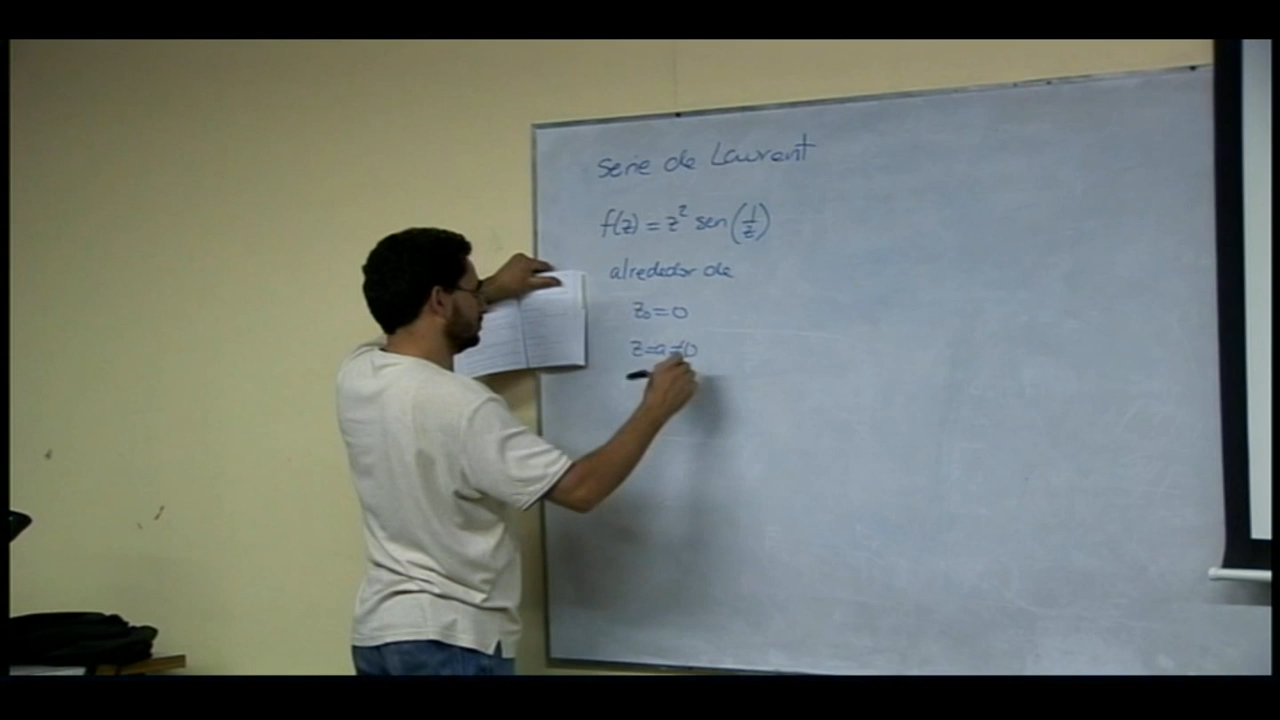 Serie de Laurent
f(z) = z² sen(1/z)
alrededor de
z₀=0
z=a≠0